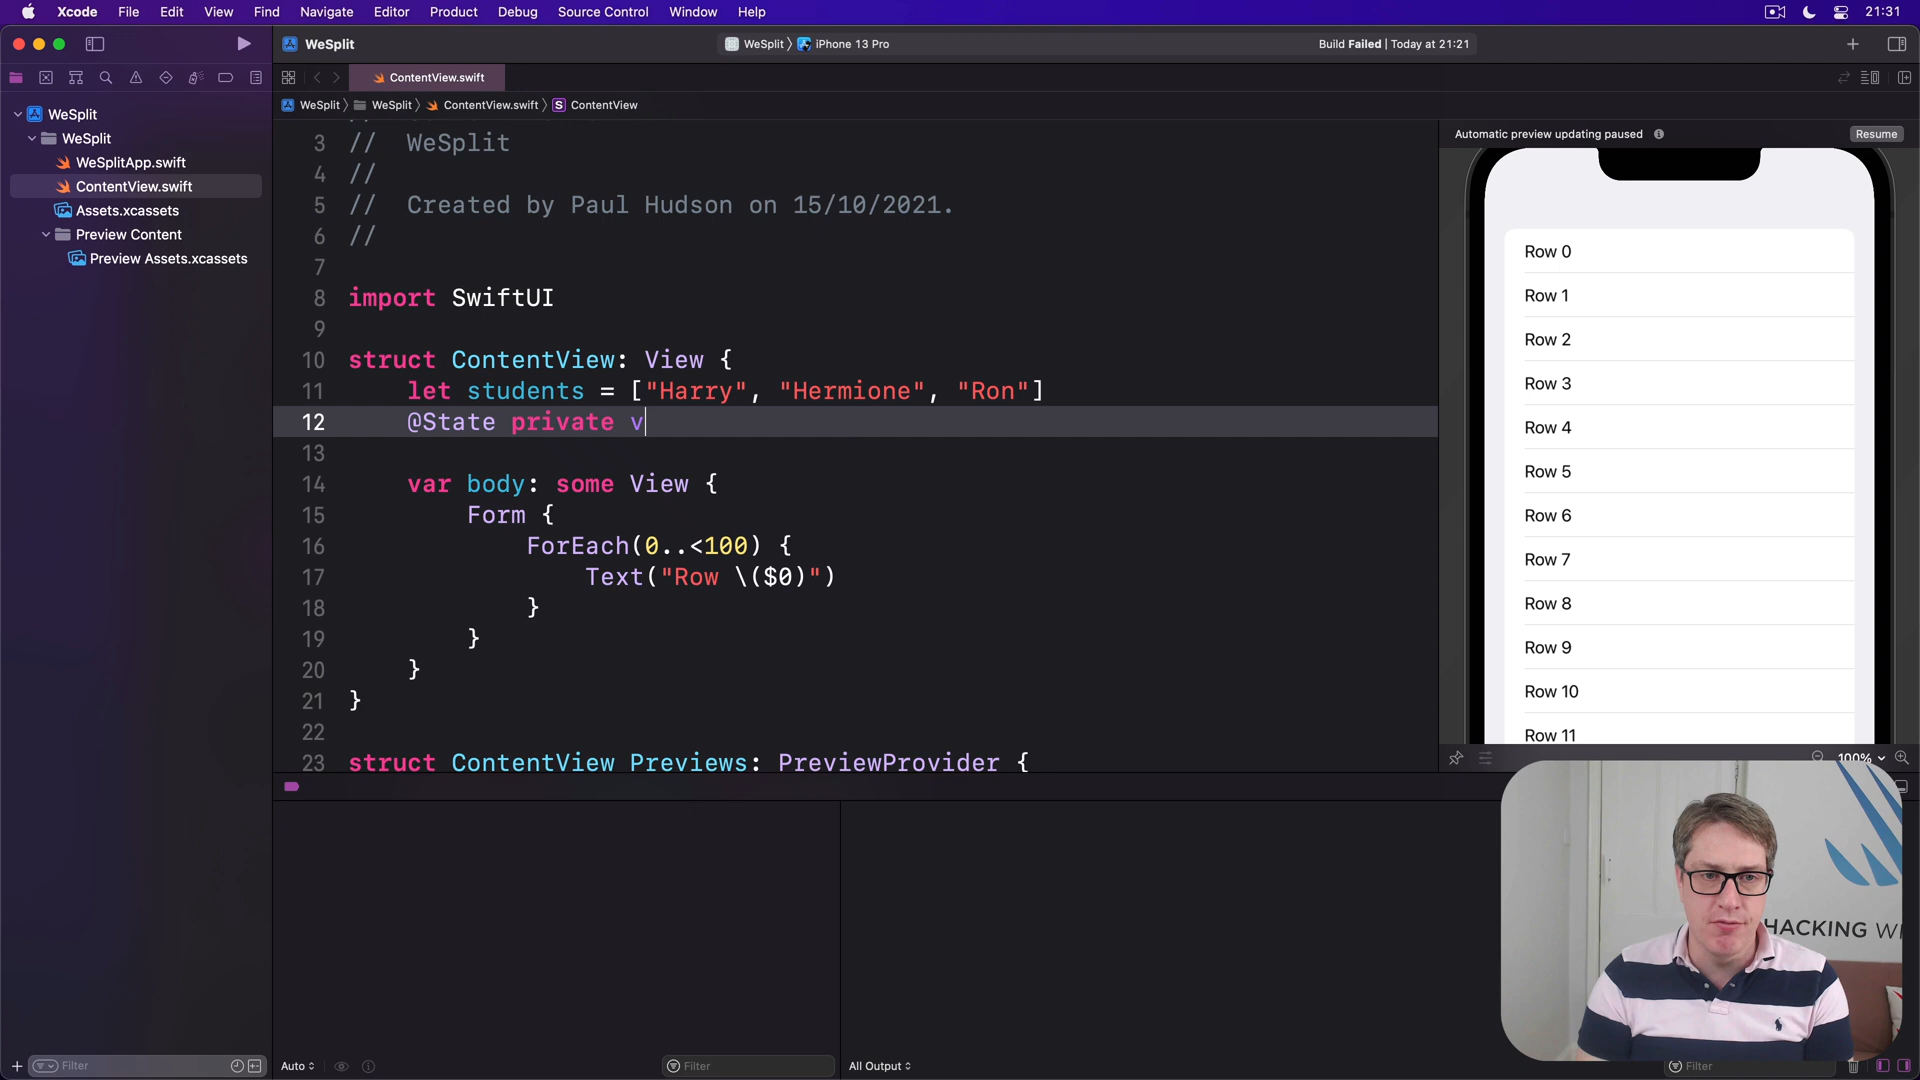 Xcode File Edit View Find Navigate Editor Product Debug Source Control Window Help 21:31
WeSplit WeSplit iPhone 13 Pro Build Failed | Today at 21:21
ContentView.swift
WeSplit WeSplit ContentView.swift S ContentView
WeSplit
WeSplit
WeSplitApp.swift
ContentView.swift
Assets.xcassets
Preview Content
Preview Assets.xcassets
3 // WeSplit
4 //
5 // Created by Paul Hudson on 15/10/2021.
6 //
7
8 import SwiftUI
9
10 struct ContentView: View {
11 let students = ["Harry", "Hermione", "Ron"]
12 @State private v
13
14 var body: some View {
15 Form {
16 ForEach(0..<100) {
17 Text("Row \($0)")
18 }
19 }
20 }
21 }
22
23 struct ContentView_Previews: PreviewProvider {
Automatic preview updating paused Resume
Row 0
Row 1
Row 2
Row 3
Row 4
Row 5
Row 6
Row 7
Row 8
Row 9
Row 10
Row 11
100%
HACKING WI
Filter
Auto
Filter
All Output
Filter